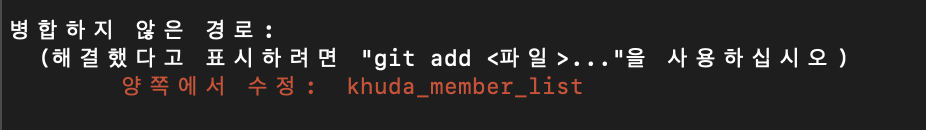 병합하지 않은 경로:
(해결했다고 표시하려면 "git add <파일>..."을 사용하십시오)
양쪽에서 수정: khuda_member_list